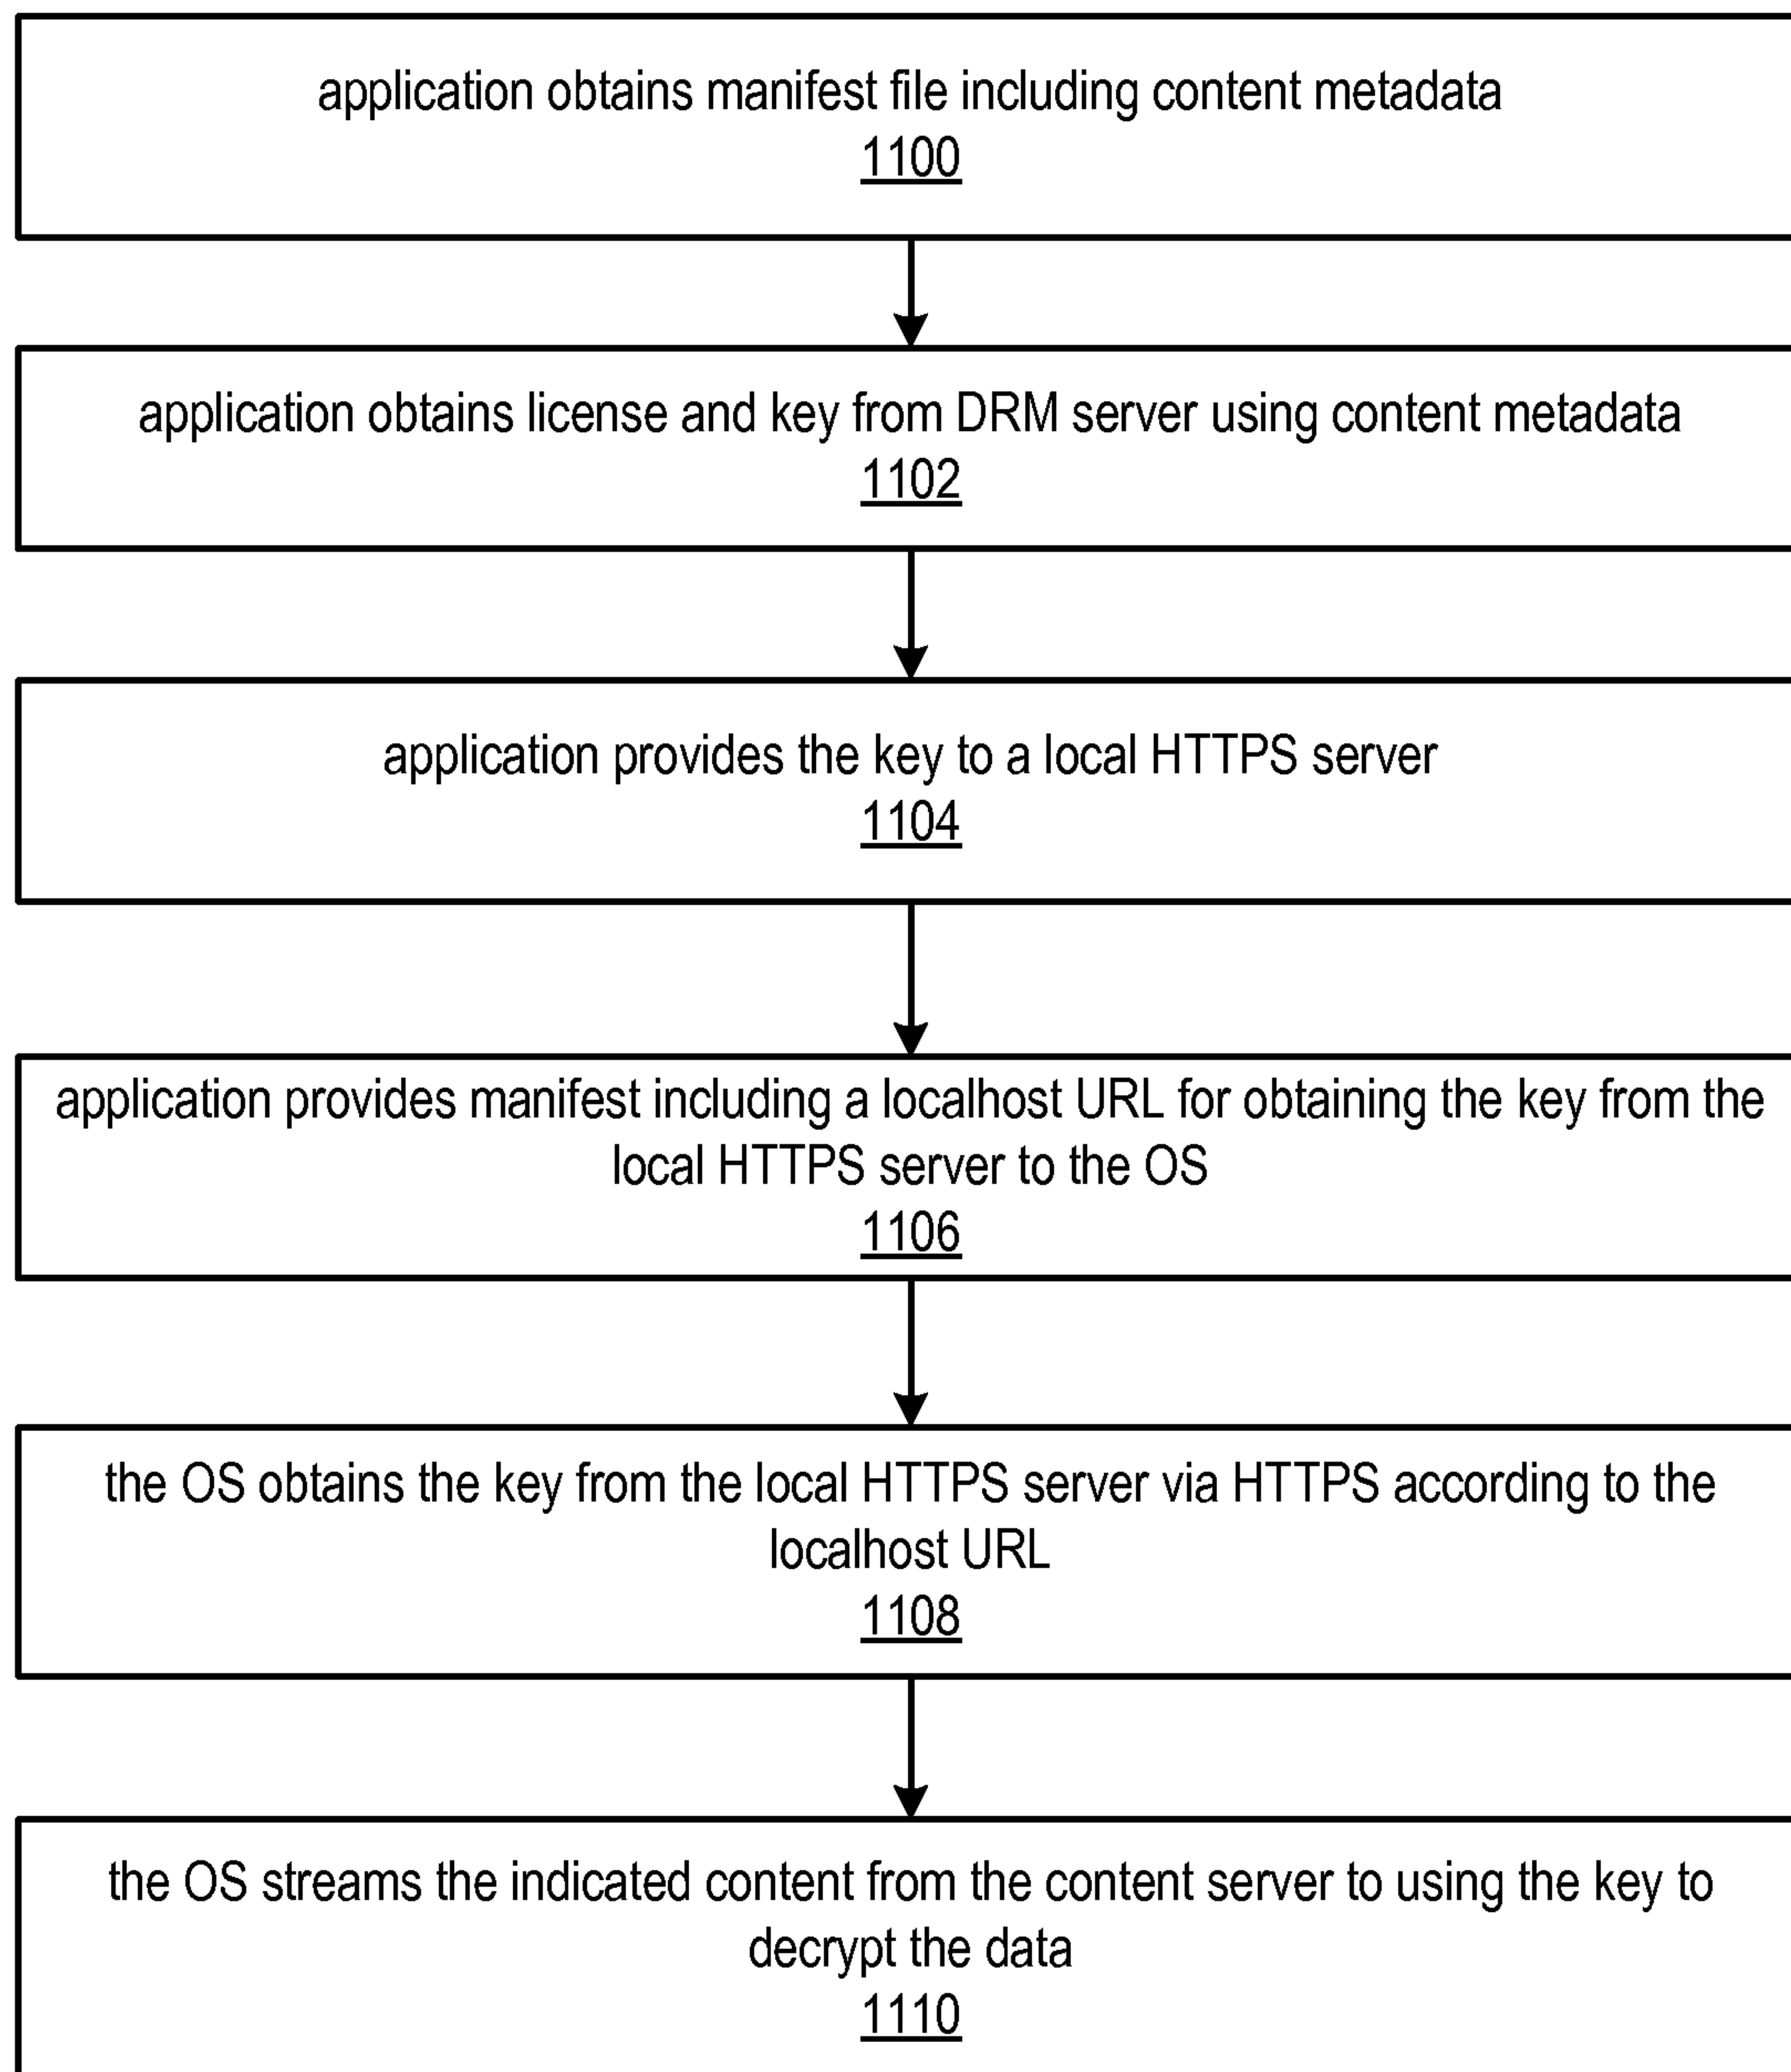 application obtains manifest file including content metadata
1100
application obtains license and key from DRM server using content metadata
1102
application provides the key to a local HTTPS server
1104
application provides manifest including a localhost URL for obtaining the key from the
local HTTPS server to the OS
1106
the OS obtains the key from the local HTTPS server via HTTPS according to the
localhost URL
1108
the OS streams the indicated content from the content server to using the key to
decrypt the data
1110